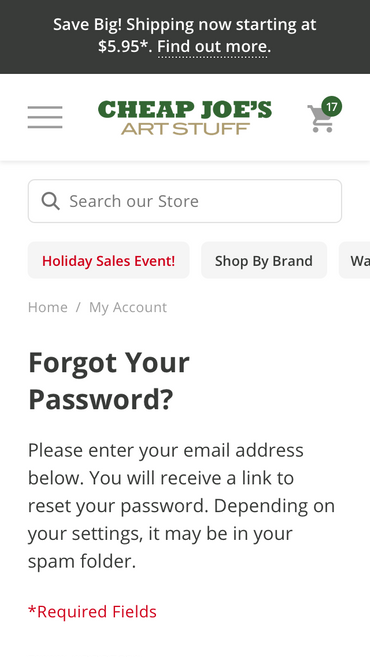 Save Big! Shipping now starting at
$5.95*. Find out more.
CHEAP JOE'S
ART STUFF
17
Search our Store
Holiday Sales Event!
Shop By Brand
Wa
Home / My Account
Forgot Your
Password?
Please enter your email address
below. You will receive a link to
reset your password. Depending on
your settings, it may be in your
spam folder.
*Required Fields